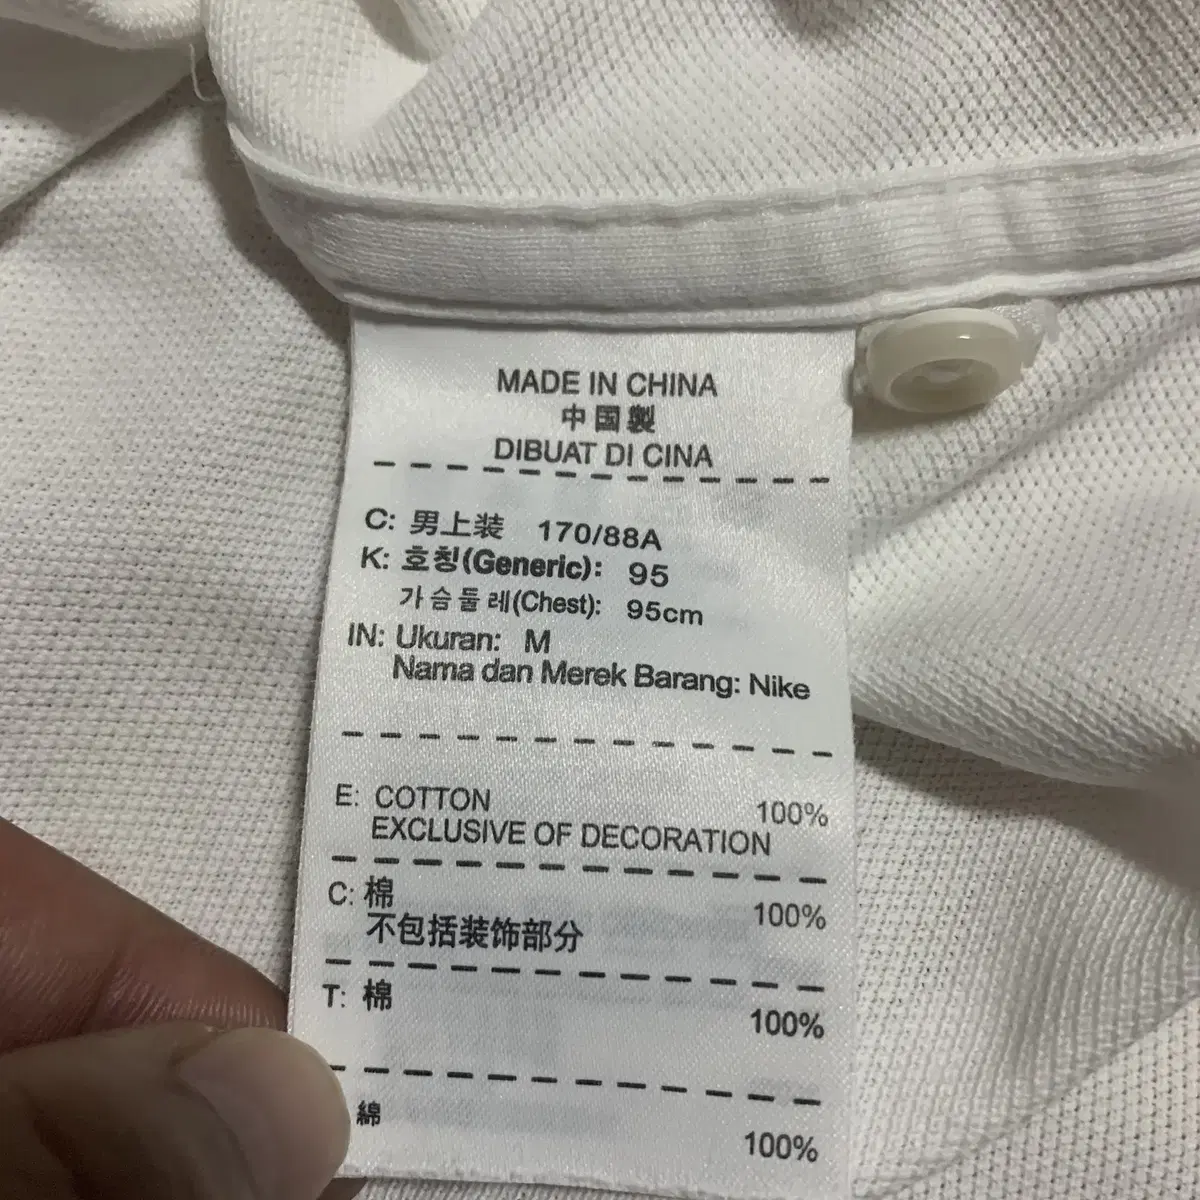 MADE IN CHINA
中国製
DIBUAT DI CINA
C: 男上装 170/88A
K: 호칭(Generic): 95
가슴둘레(Chest): 95cm
IN: Ukuran: M
Nama dan Merek Barang: Nike
E: COTTON 100%
EXCLUSIVE OF DECORATION
C: 棉 100%
不包括装饰部分
T: 棉 100%
綿 100%